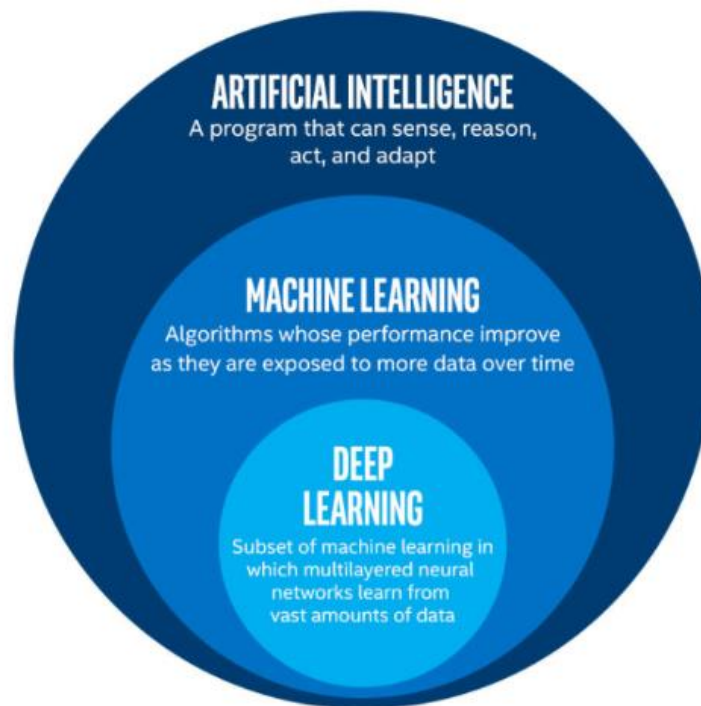 ARTIFICIAL INTELLIGENCE
A program that can sense, reason,
act, and adapt
MACHINE LEARNING
Algorithms whose performance improve
as they are exposed to more data over time
DEEP
LEARNING
Subset of machine learning in
which multilayered neural
networks learn from
vast amounts of data